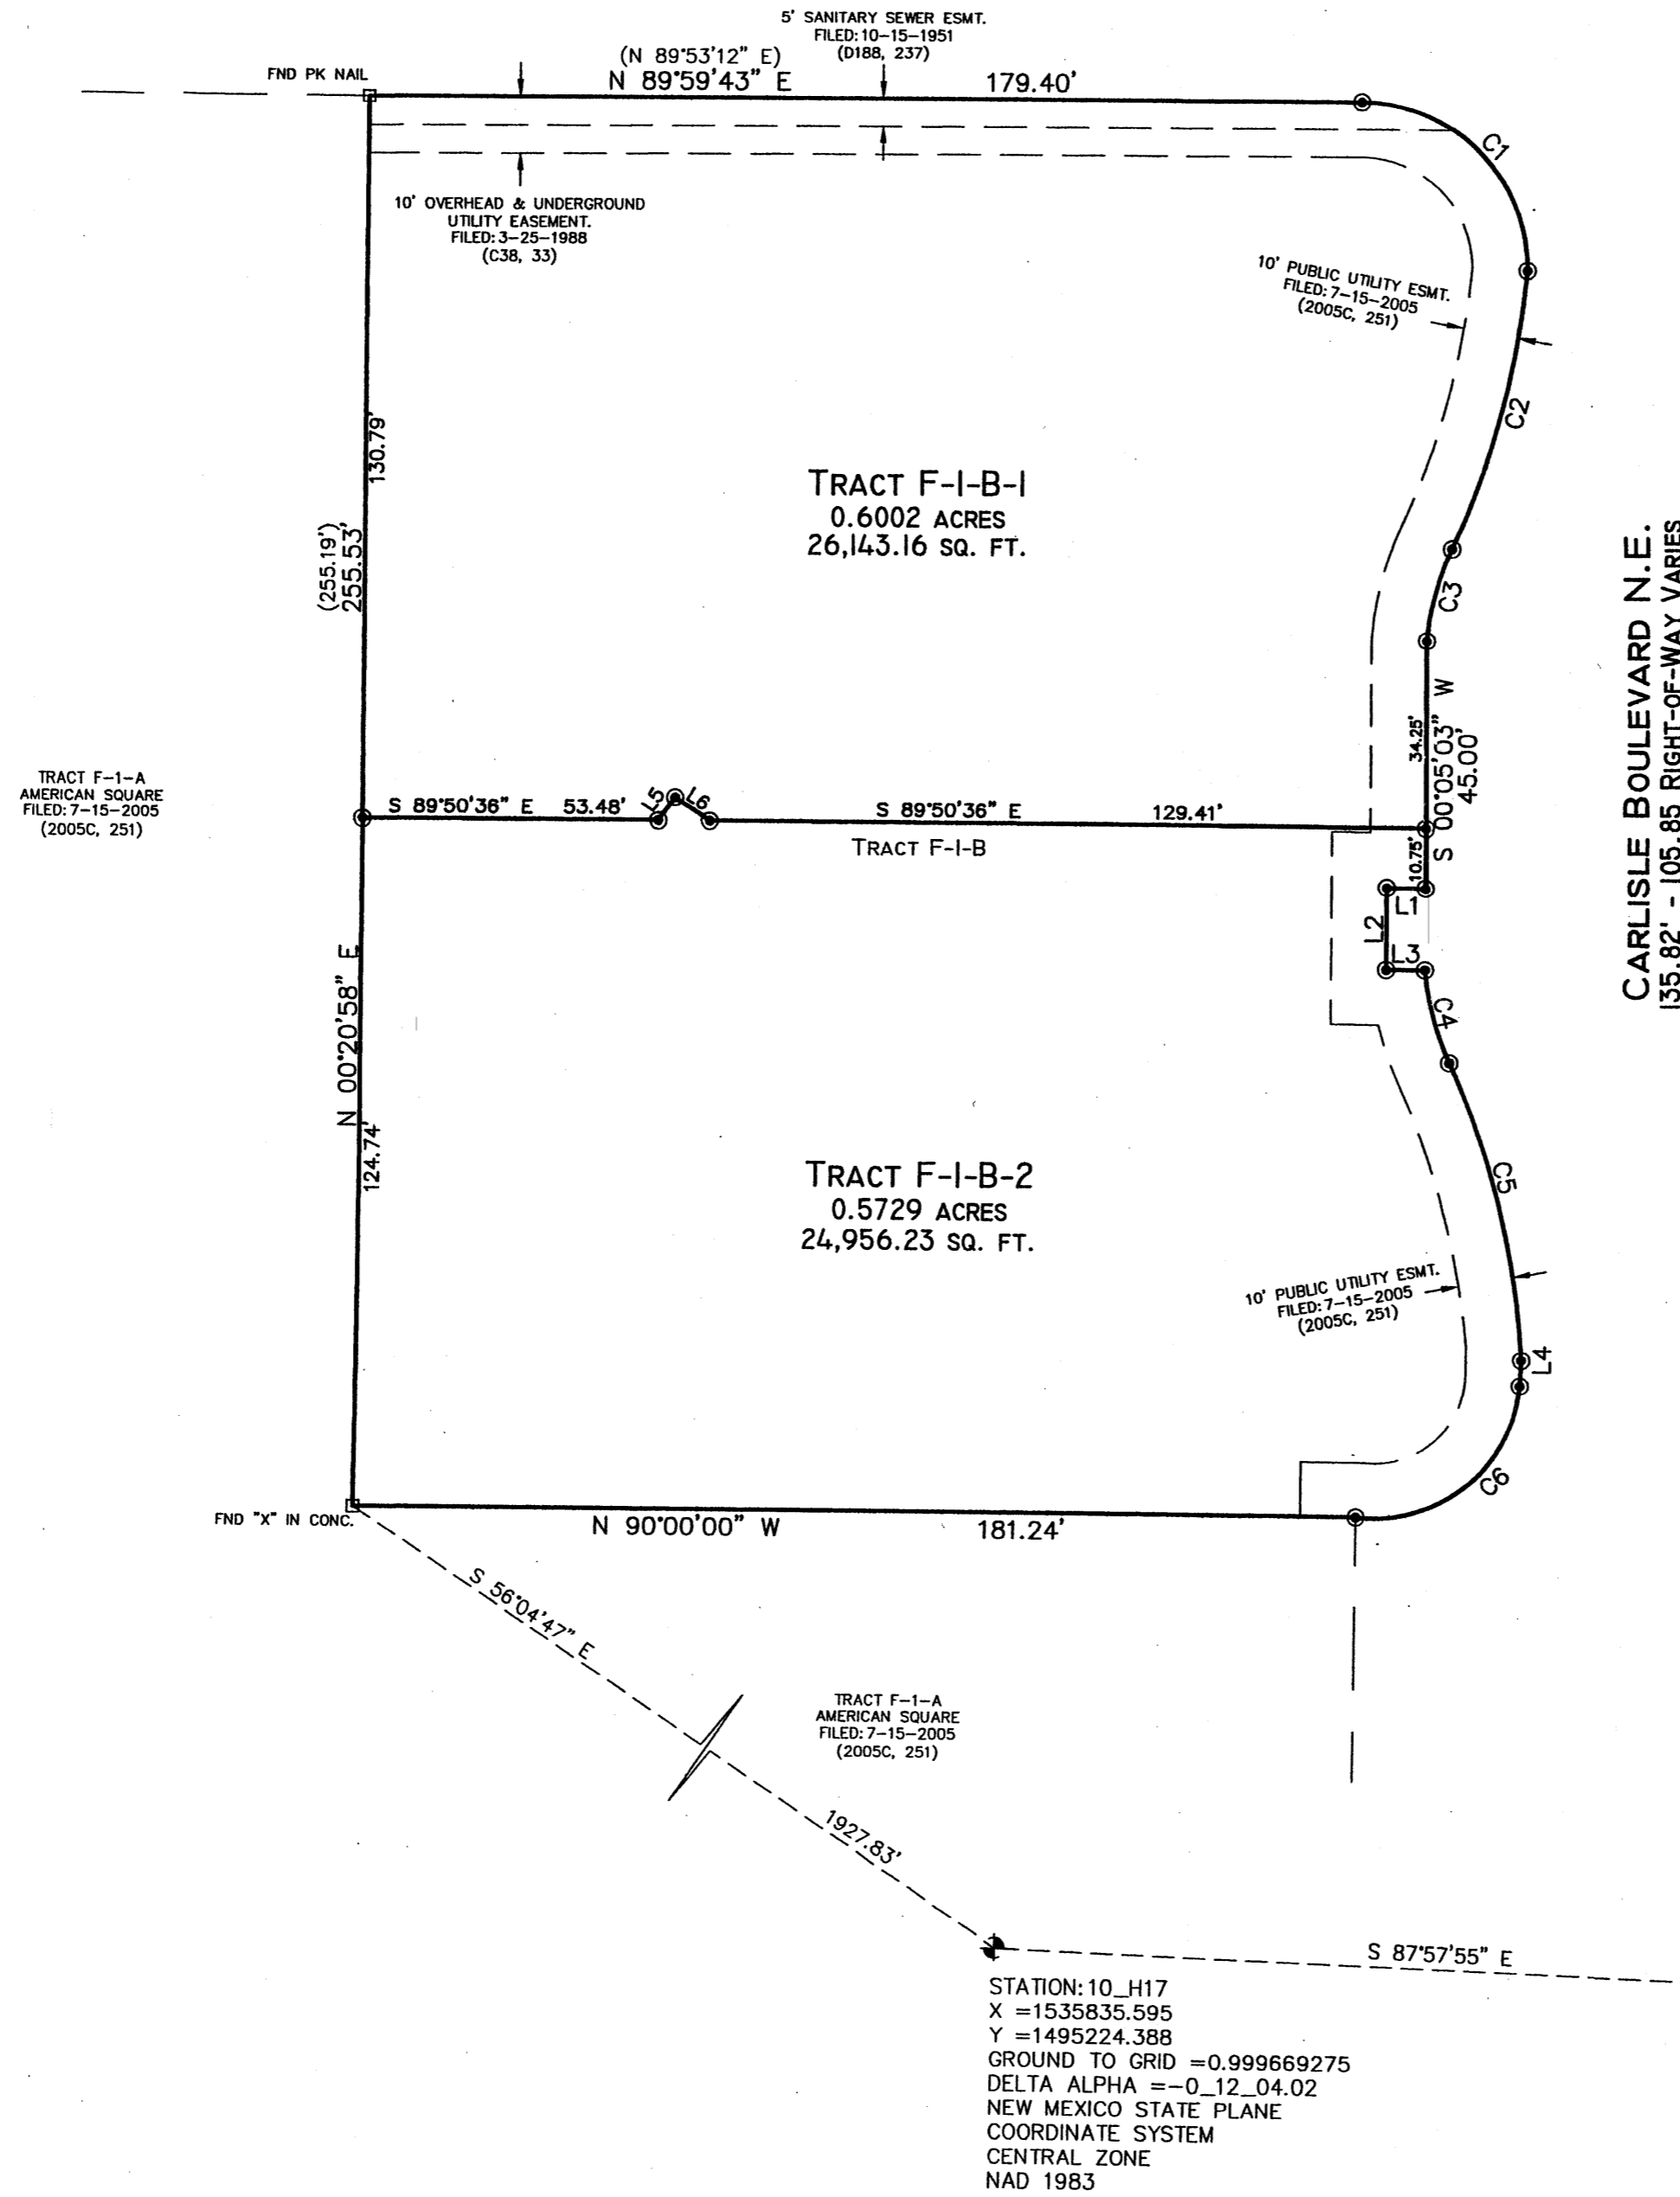 5' SANITARY SEWER ESMT.
FILED: 10-15-1951
(D188, 237)
(N 89°53'12" E)
N 89°59'43" E
179.40'
FND PK NAIL
C1
10' OVERHEAD & UNDERGROUND
UTILITY EASEMENT.
FILED: 3-25-1988
(C38, 33)
10' PUBLIC UTILITY ESMT.
FILED: 7-15-2005
(2005C, 251)
C2
130.79'
(255.19')
255.53'
TRACT F-1-B-1
0.6002 ACRES
26,143.16 SQ. FT.
C3
CARLISLE BOULEVARD N.E.
135.82' - 105.85 RIGHT-OF-WAY VARIES
34.25'
S 00°05'03" W
45.00'
10.75'
TRACT F-1-A
AMERICAN SQUARE
FILED: 7-15-2005
(2005C, 251)
S 89°50'36" E
53.48'
L5
L6
S 89°50'36" E
129.41'
TRACT F-1-B
L1
L2
L3
C4
N 00°20'58" E
124.74'
TRACT F-1-B-2
0.5729 ACRES
24,956.23 SQ. FT.
C5
10' PUBLIC UTILITY ESMT.
FILED: 7-15-2005
(2005C, 251)
L4
C6
FND "X" IN CONC.
N 90°00'00" W
181.24'
S 56°04'47" E
1927.83'
TRACT F-1-A
AMERICAN SQUARE
FILED: 7-15-2005
(2005C, 251)
S 87°57'55" E
STATION: 10_H17
X =1535835.595
Y =1495224.388
GROUND TO GRID =0.999669275
DELTA ALPHA =-0_12_04.02
NEW MEXICO STATE PLANE
COORDINATE SYSTEM
CENTRAL ZONE
NAD 1983